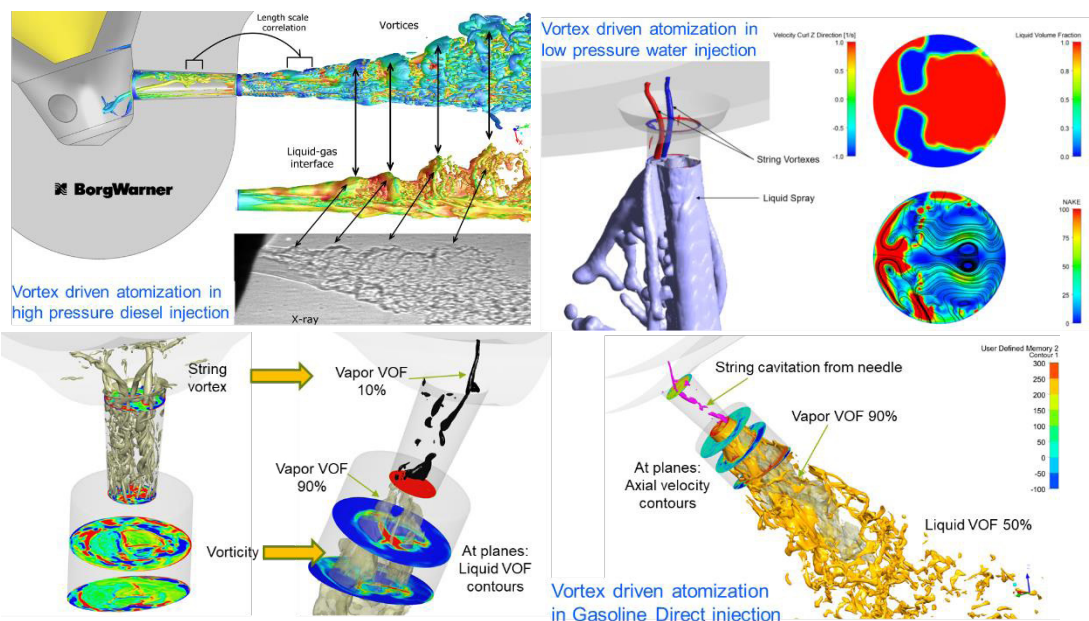 Length scale
correlation
Vortices
Liquid-gas
interface
BorgWarner
X-ray
Vortex driven atomization in
high pressure diesel injection
Vortex driven atomization in
low pressure water injection
Velocity Curl Z Direction [1/s]
1.0
0.5
0.0
-0.5
-1.0
Liquid Volume Fraction
1.0
0.8
0.6
0.4
0.2
0.0
String Vortexes
Liquid Spray
NAKE
100
75
50
25
0
String
vortex
Vapor VOF
10%
Vapor VOF
90%
Vorticity
At planes:
Liquid VOF
contours
User Defined Memory 2
Contour 1
300
250
200
150
100
50
0
-50
-100
String cavitation from needle
Vapor VOF 90%
At planes:
Axial velocity
contours
Liquid VOF 50%
Vortex driven atomization
in Gasoline Direct injection